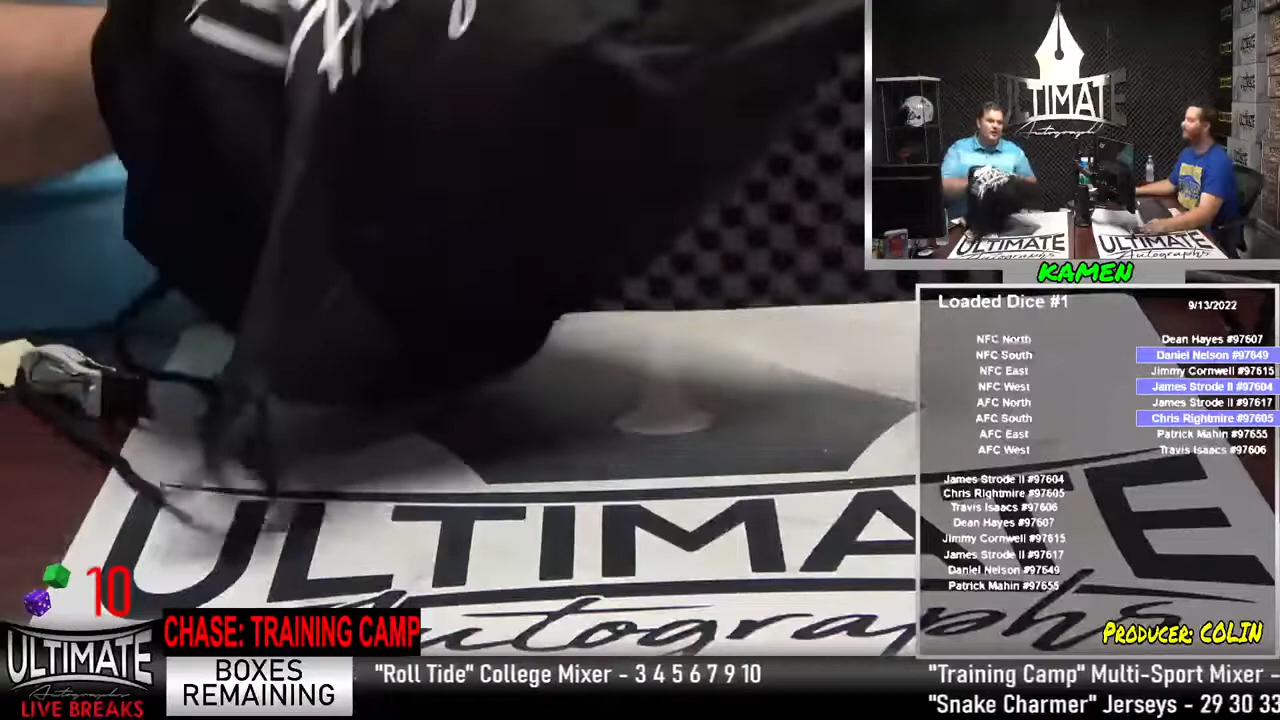 ULTIMATE
Autographs
ULTIMATE
Autographs
ULTIMATE
Autographs
KAMEN
Loaded Dice #1 9/13/2022
NFC North Dean Hayes #97607
NFC South Daniel Nelson #97649
NFC East Jimmy Cornwell #97615
NFC West James Strode II #97604
AFC North James Strode II #97617
AFC South Chris Rightmire #97605
AFC East Patrick Mahin #97655
AFC West Travis Isaacs #97606
James Strode II #97604
Chris Rightmire #97605
Travis Isaacs #97606
Dean Hayes #97607
Jimmy Cornwell #97615
James Strode II #97617
Daniel Nelson #97649
Patrick Mahin #97655
ULTIMATE
Autographs
PRODUCER: COLIN
10
CHASE: TRAINING CAMP
ULTIMATE
Autographs
LIVE BREAKS
BOXES
REMAINING
"Roll Tide" College Mixer - 3 4 5 6 7 9 10
"Training Camp" Multi-Sport Mixer -
"Snake Charmer" Jerseys - 29 30 33